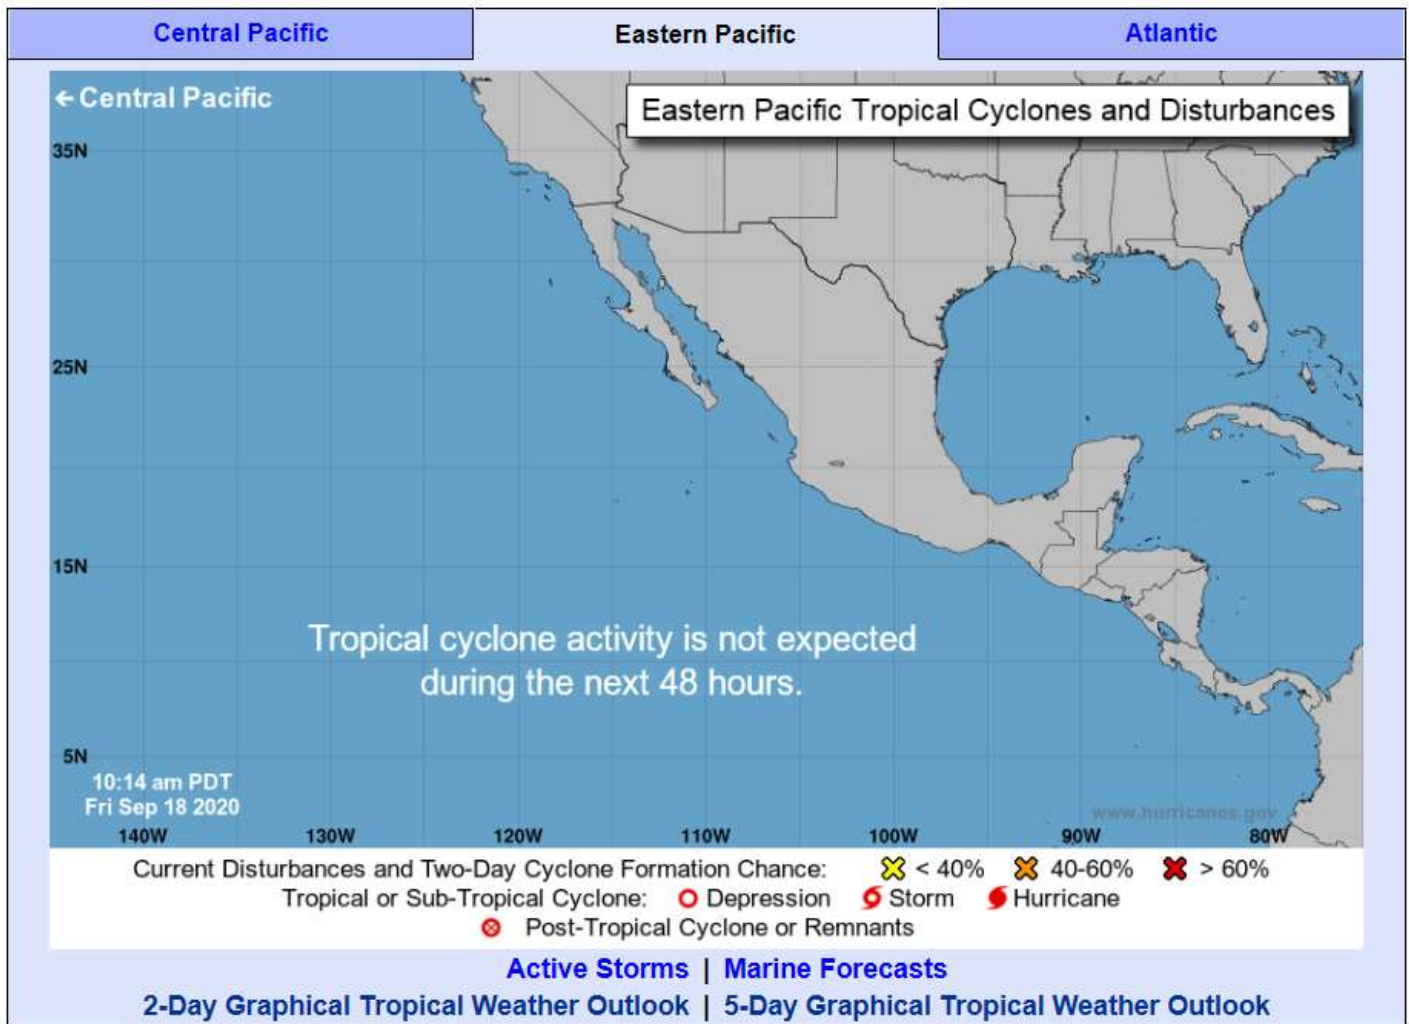 Central Pacific
Eastern Pacific
Atlantic
←Central Pacific
Eastern Pacific Tropical Cyclones and Disturbances
35N
25N
15N
Tropical cyclone activity is not expected
during the next 48 hours.
5N
10:14 am PDT
Fri Sep 18 2020
www.hurricanes.gov
140W 130W 120W 110W 100W 90W 80W
Current Disturbances and Two-Day Cyclone Formation Chance: < 40% 40-60% > 60%
Tropical or Sub-Tropical Cyclone: Depression Storm Hurricane
Post-Tropical Cyclone or Remnants
Active Storms | Marine Forecasts
2-Day Graphical Tropical Weather Outlook | 5-Day Graphical Tropical Weather Outlook